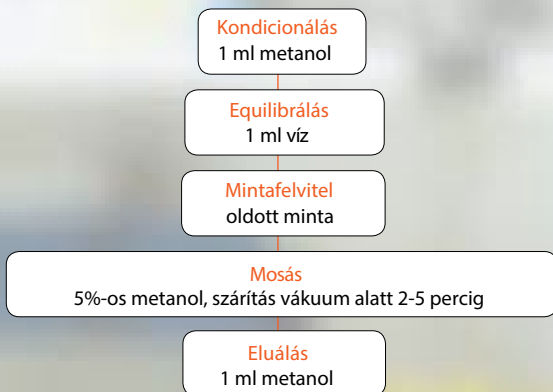 Kondicionálás
1 ml metanol
Equilibrálás
1 ml víz
Mintafelvitel
oldott minta
Mosás
5%-os metanol, szárítás vákuum alatt 2-5 percig
Eluálás
1 ml metanol